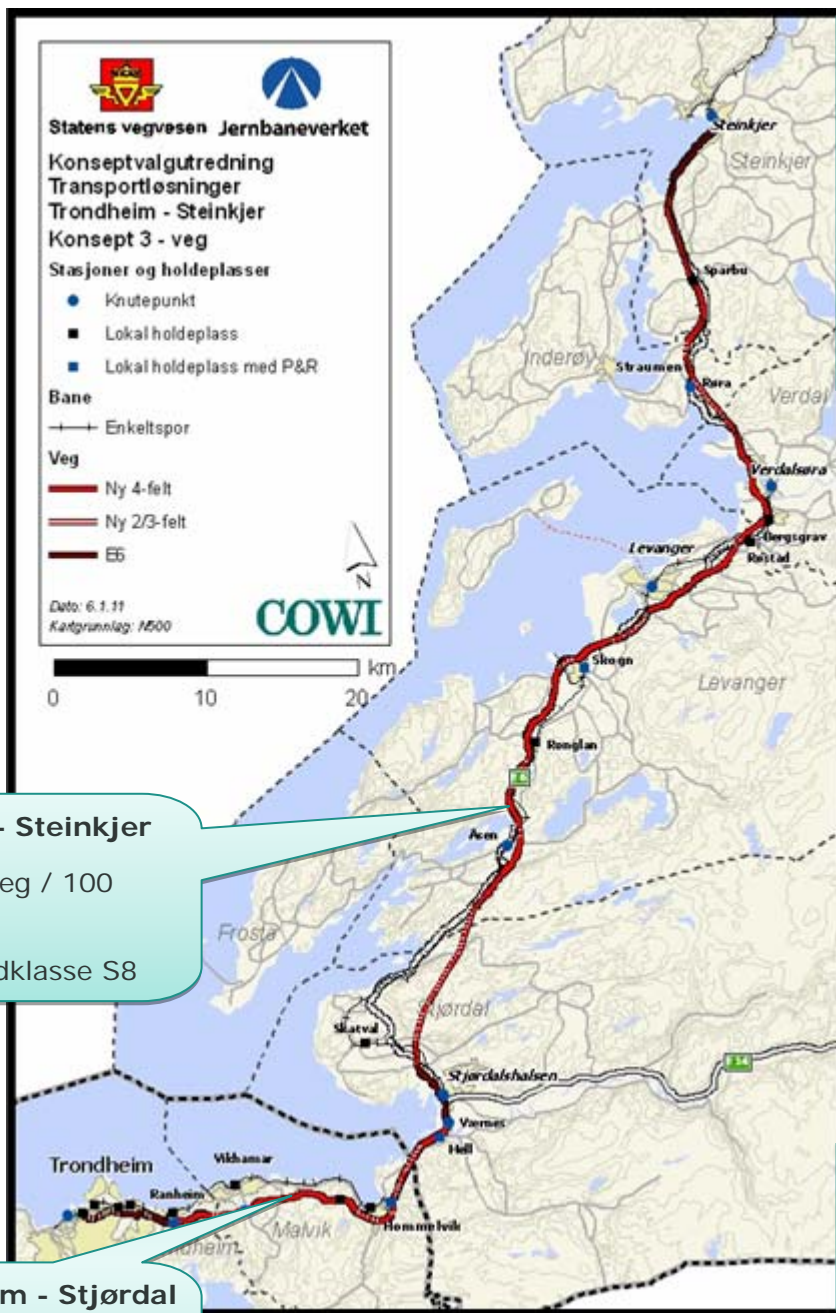 Statens vegvesen Jernbaneverket
Konseptvalgutredning
Transportløsninger
Trondheim - Steinkjer
Konsept 3 - veg
Stasjoner og holdeplasser
Knutepunkt
Lokal holdeplass
Lokal holdeplass med P&R
Bane
Enkeltspor
Veg
Ny 4-felt
Ny 2/3-felt
E6
N
Dato: 6.1.11
Kartgrunnlag: N500
COWI
km
0 10 20
Steinkjer
Steinkjer
Sparbu
Inderøy
Straumen
Røra
Verdal
Verdalsøra
Bergsgrav
Røstad
Levanger
Skogn
Levanger
Ronglan
- Steinkjer
eg / 100
dklasse S8
Åsen
Frosta
Stjørdal
Skatval
Stjørdalshalsen
Værnes
Hell
Trondheim
Vikhamar
Ranheim
Malvik
Hommelvik
ndheim
m - Stjørdal